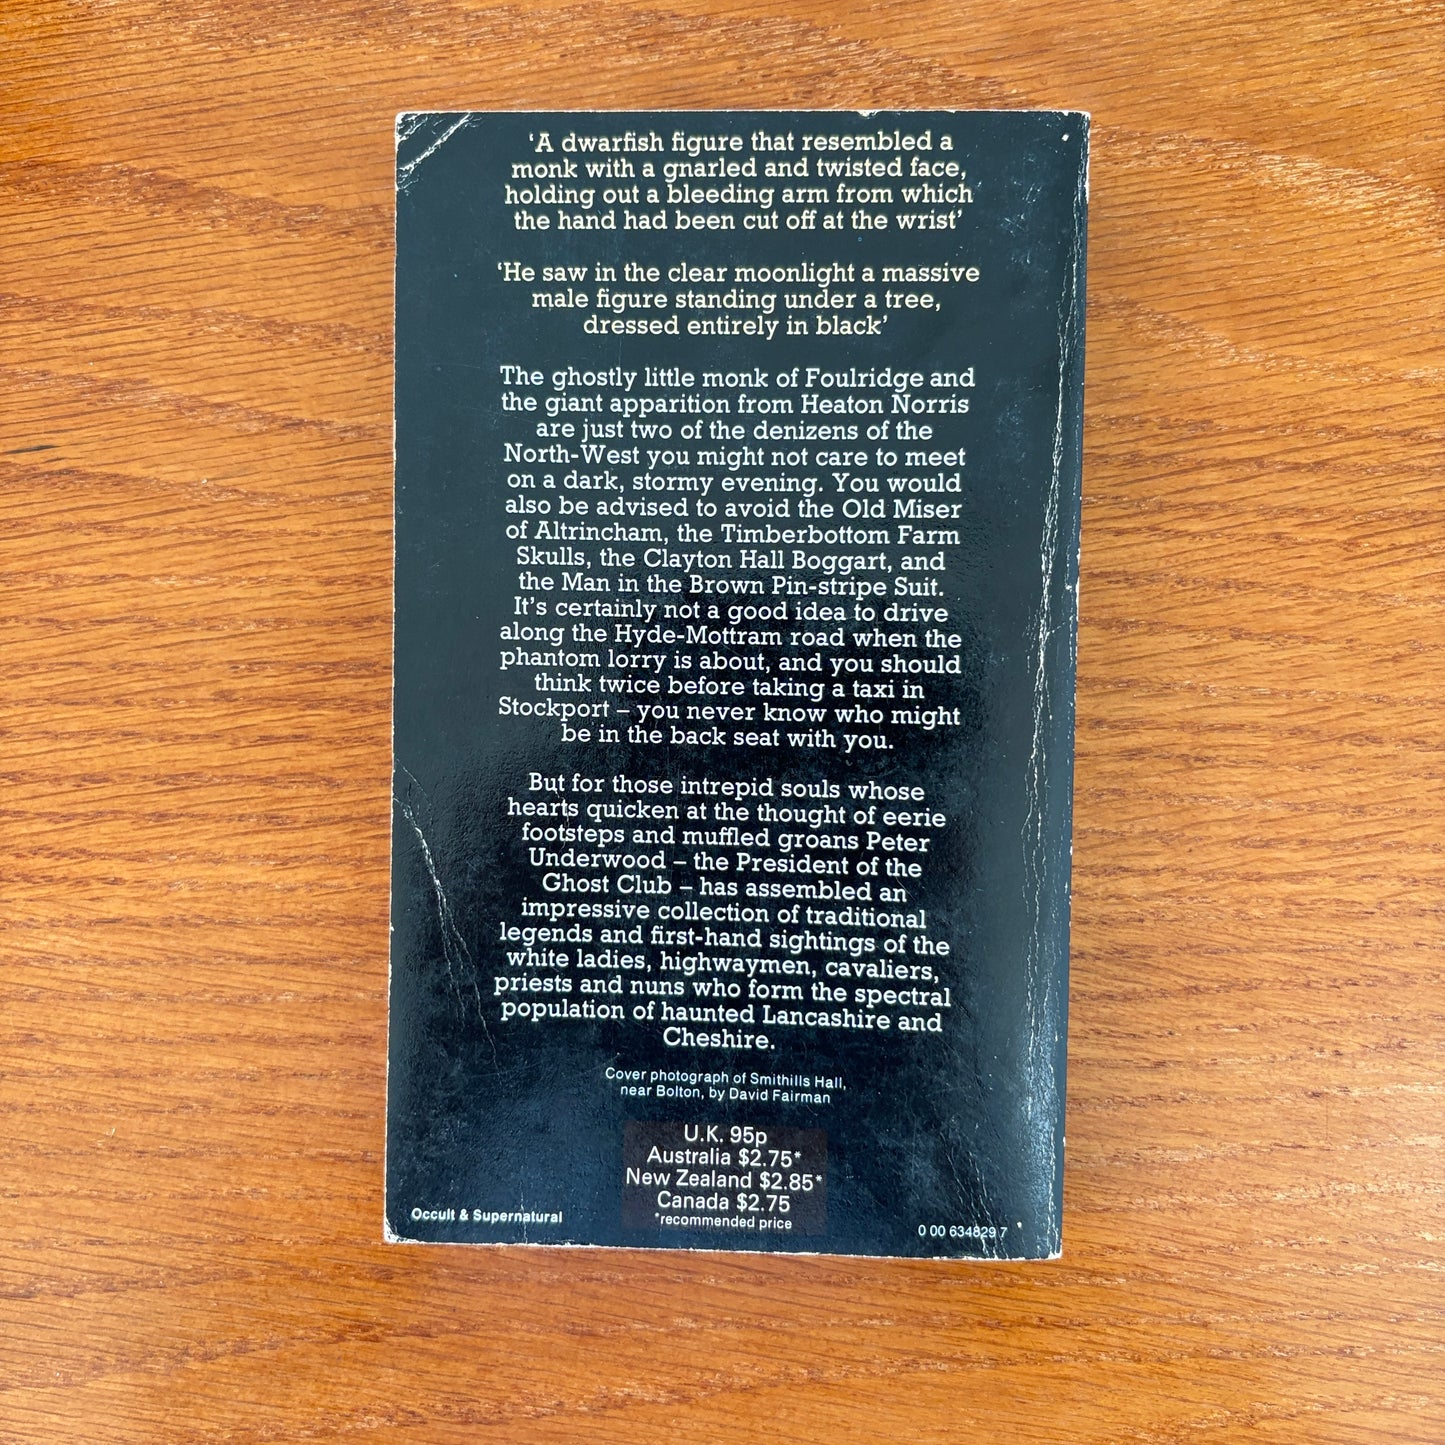 ‘A dwarfish figure that resembled a
monk with a gnarled and twisted face,
holding out a bleeding arm from which
the hand had been cut off at the wrist’
‘He saw in the clear moonlight a massive
male figure standing under a tree,
dressed entirely in black’
The ghostly little monk of Foulridge and
the giant apparition from Heaton Norris
are just two of the denizens of the
North-West you might not care to meet
on a dark, stormy evening. You would
also be advised to avoid the Old Miser
of Altrincham, the Timberbottom Farm
Skulls, the Clayton Hall Boggart, and
the Man in the Brown Pin-stripe Suit.
It’s certainly not a good idea to drive
along the Hyde-Mottram road when the
phantom lorry is about, and you should
think twice before taking a taxi in
Stockport – you never know who might
be in the back seat with you.
But for those intrepid souls whose
hearts quicken at the thought of eerie
footsteps and muffled groans Peter
Underwood – the President of the
Ghost Club – has assembled an
impressive collection of traditional
legends and first-hand sightings of the
white ladies, highwaymen, cavaliers,
priests and nuns who form the spectral
population of haunted Lancashire and
Cheshire.
Cover photograph of Smithills Hall,
near Bolton, by David Fairman
U.K. 95p
Australia $2.75*
New Zealand $2.85*
Canada $2.75
*recommended price
Occult & Supernatural
0 00 634829 7